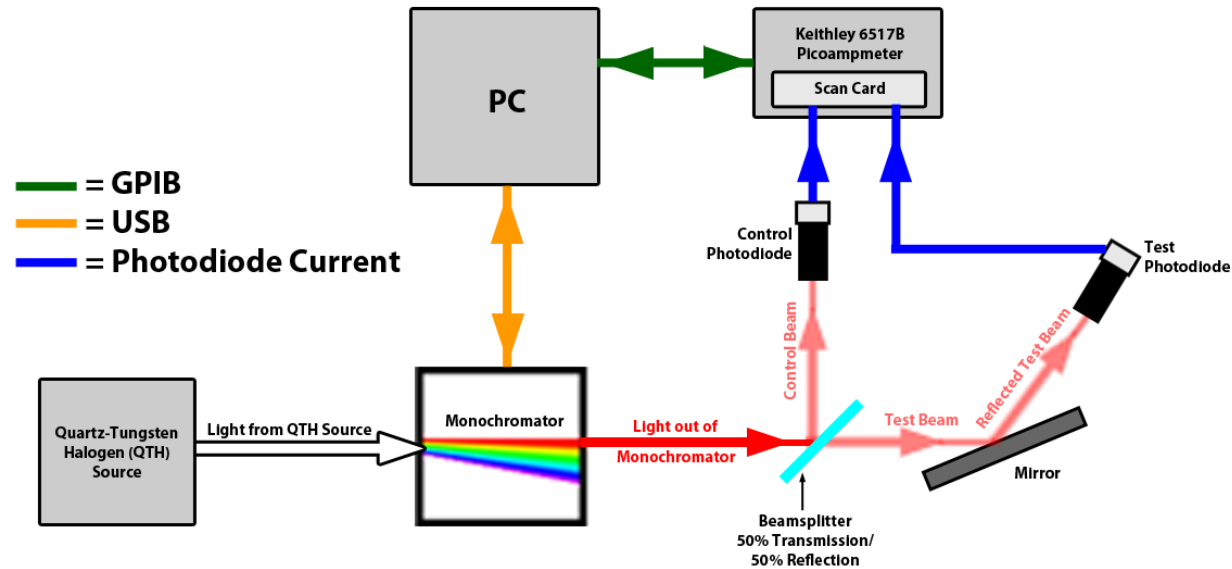 Keithley 6517B
Picoampmeter
Scan Card
PC
= GPIB
= USB
= Photodiode Current
Control
Photodiode
Test
Photodiode
Control Beam
Reflected Test Beam
Quartz-Tungsten
Halogen (QTH)
Source
Light from QTH Source
Monochromator
Light out of
Monochromator
Test Beam
Mirror
Beamsplitter
50% Transmission/
50% Reflection